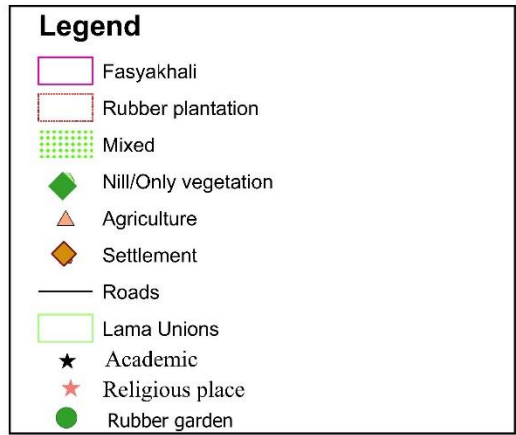 Legend
Fasyakhali
Rubber plantation
Mixed
Nill/Only vegetation
Agriculture
Settlement
Roads
Lama Unions
Academic
Religious place
Rubber garden